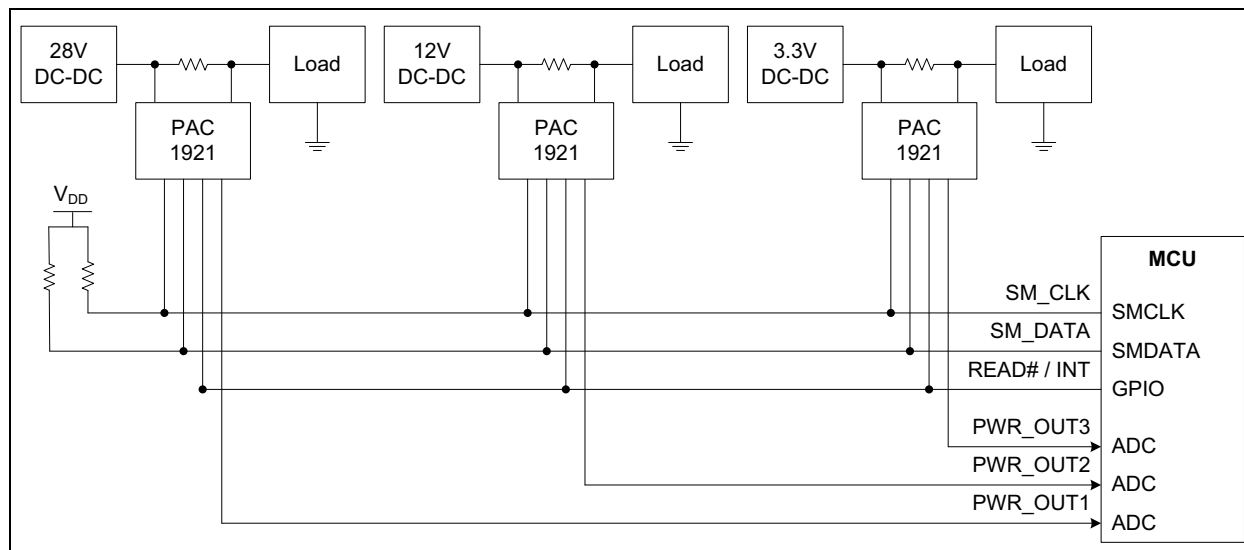 28V
DC-DC
Load
12V
DC-DC
Load
3.3V
DC-DC
Load
PAC
1921
PAC
1921
PAC
1921
VDD
MCU
SM_CLK
SMCLK
SM_DATA
SMDATA
READ# / INT
GPIO
PWR_OUT3
ADC
PWR_OUT2
ADC
PWR_OUT1
ADC